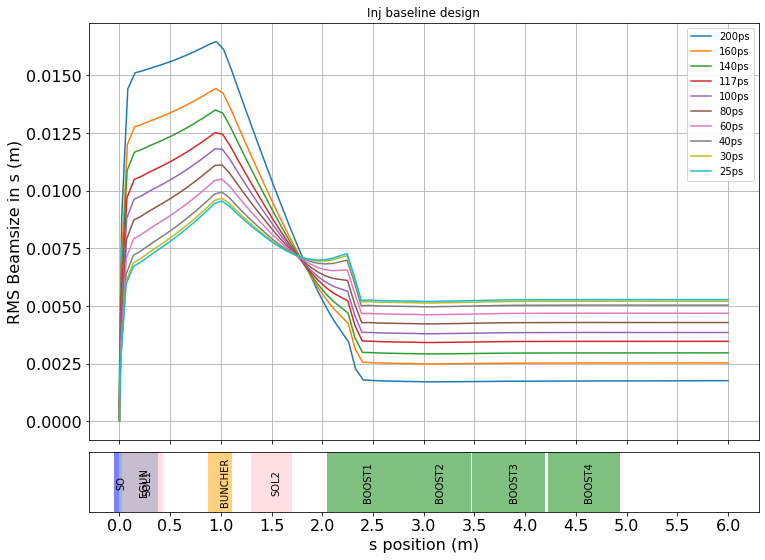 Inj baseline design
RMS Beamsize in s (m)
0.0150
0.0125
0.0100
0.0075
0.0050
0.0025
0.0000
200ps
160ps
140ps
117ps
100ps
80ps
60ps
40ps
30ps
25ps
SO
EGUN
SOL1
BUNCHER
SOL2
BOOST1
BOOST2
BOOST3
BOOST4
0.0 0.5 1.0 1.5 2.0 2.5 3.0 3.5 4.0 4.5 5.0 5.5 6.0
s position (m)